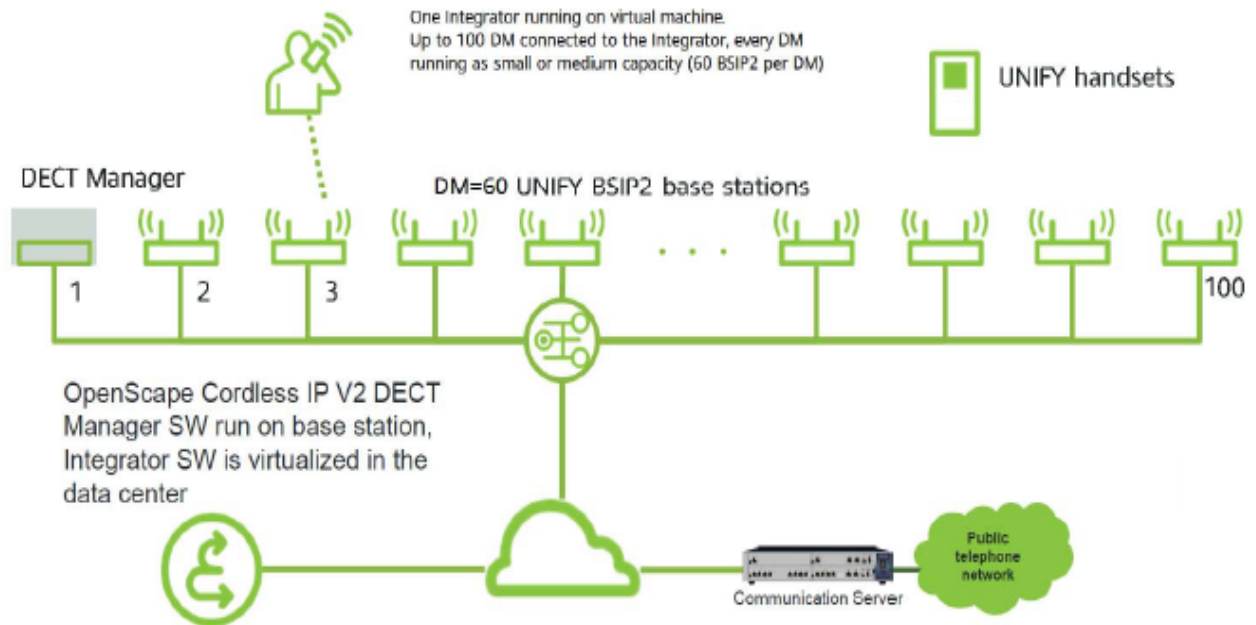 One Integrator running on virtual machine.
Up to 100 DM connected to the Integrator, every DM
running as small or medium capacity (60 BSIP2 per DM)
UNIFY handsets
DECT Manager
DM=60 UNIFY BSIP2 base stations
. . .
1
2
3
100
OpenScape Cordless IP V2 DECT
Manager SW run on base station,
Integrator SW is virtualized in the
data center
Public
telephone
network
Communication Server